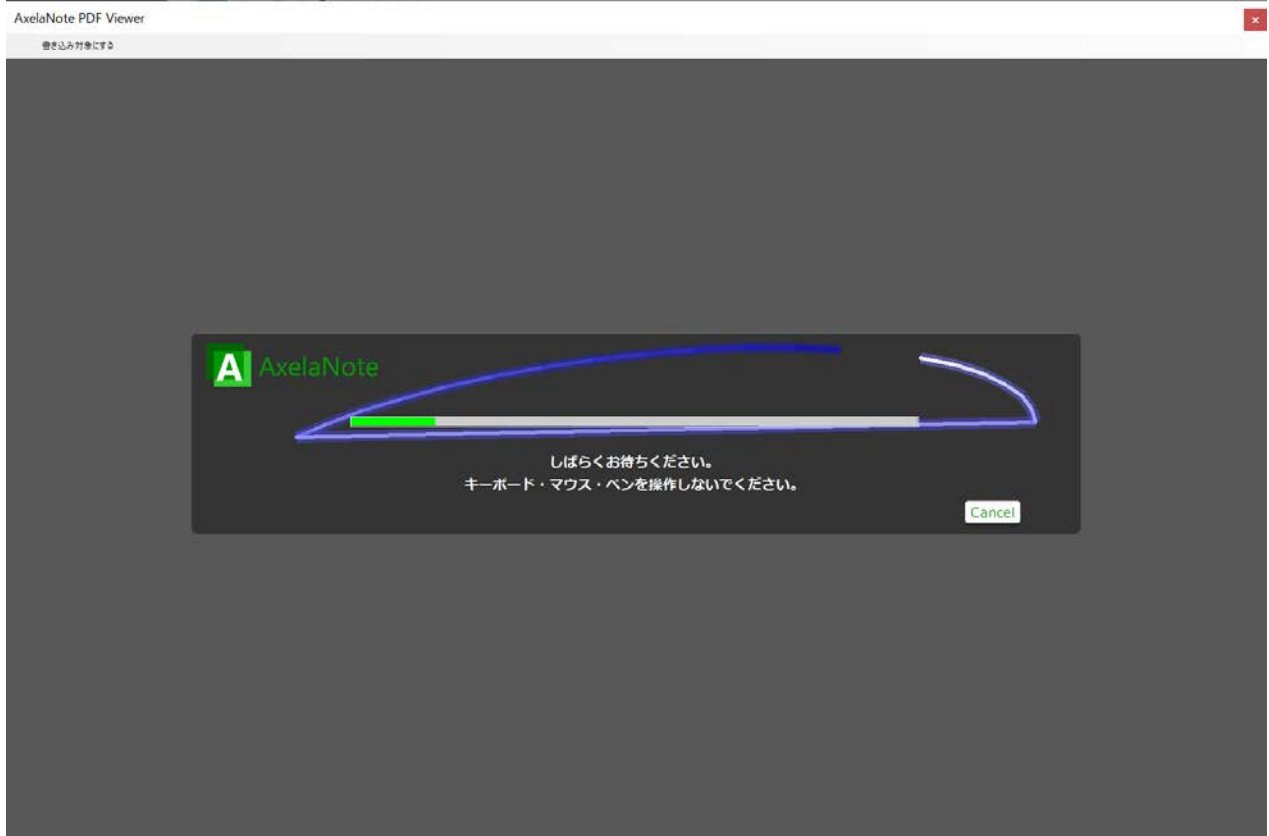 AxelaNote PDF Viewer
書き込み対象にする
A AxelaNote
しばらくお待ちください。
キーボード・マウス・ペンを操作しないでください。
Cancel